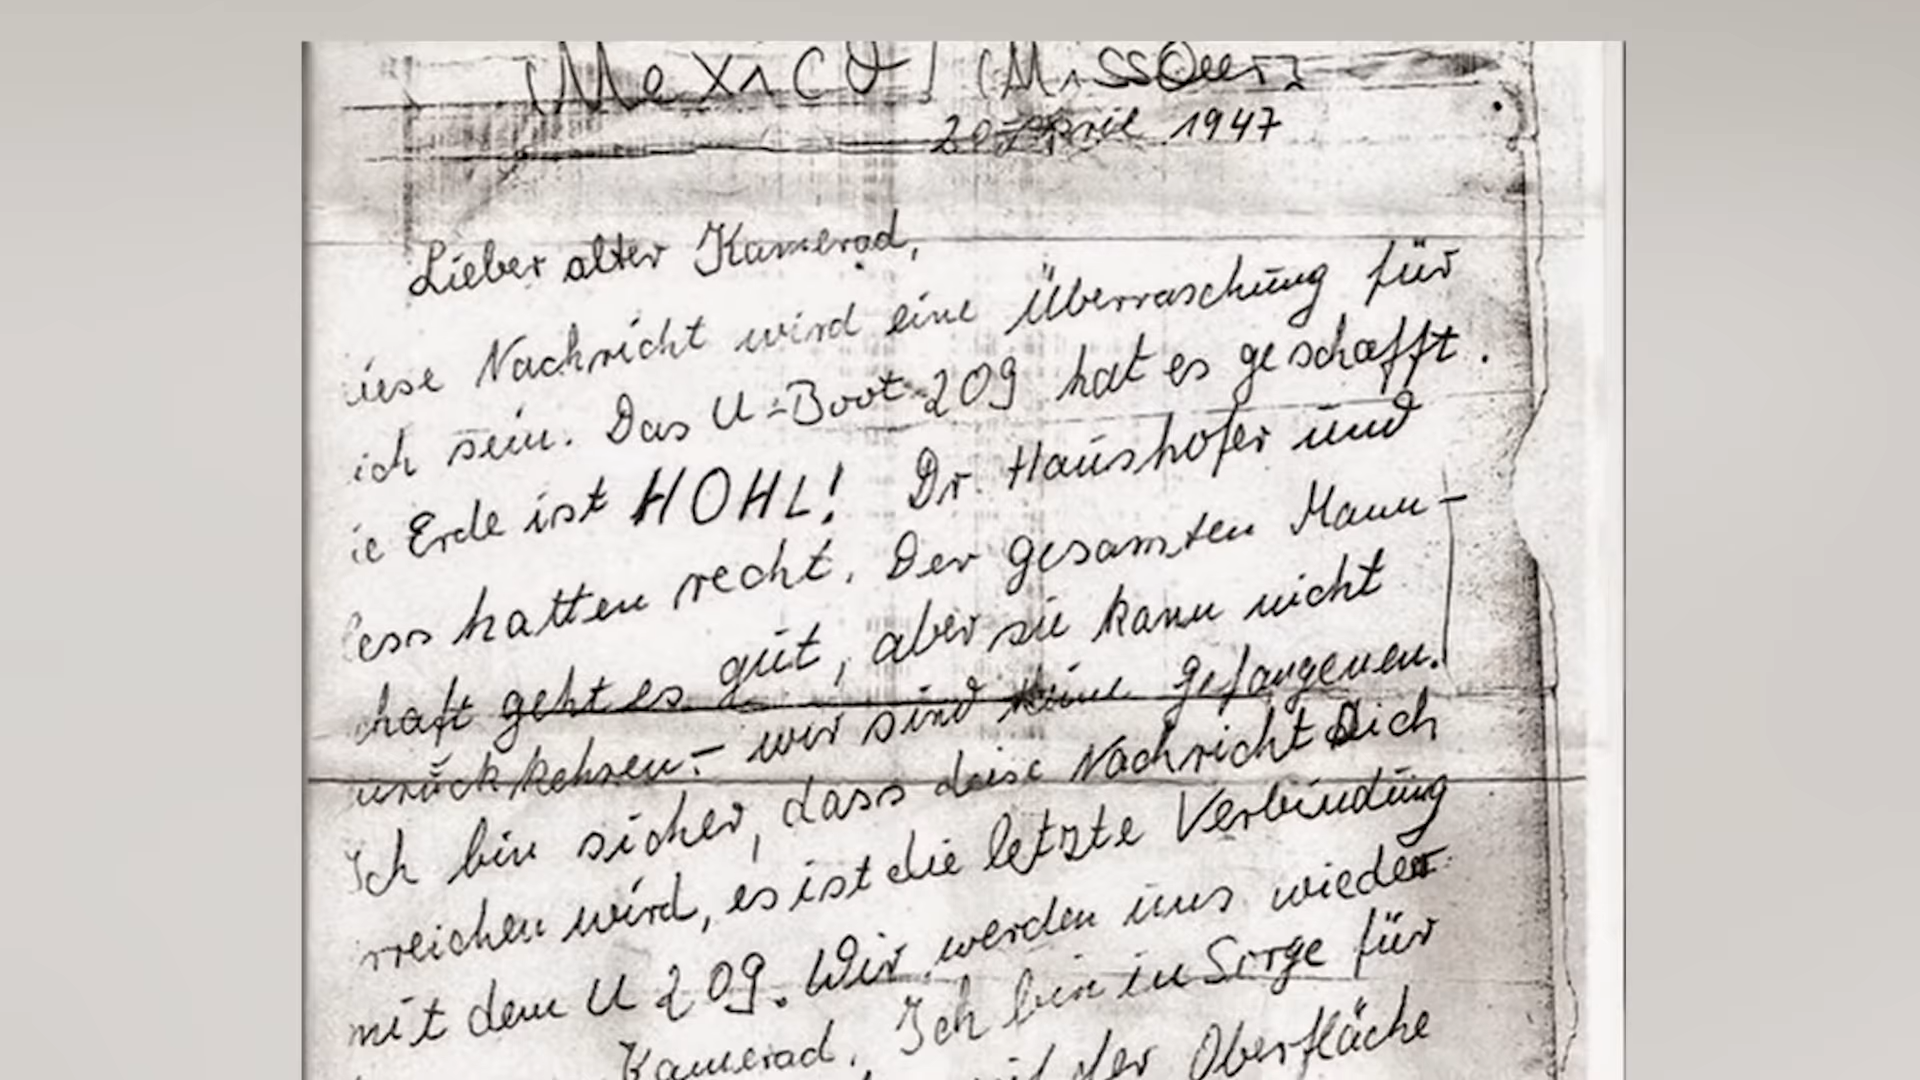 Mexico / Missouri
20 April 1947
Lieber alter Kamerad,
iese Nachricht wird eine Überraschung für
ich sein. Das U-Boot 209 hat es geschafft.
ie Erde ist HOHL! Dr. Haushofer und
ess hatten recht. Der gesamten Mann-
haft geht es gut, aber sie kann nicht
urückkehren. – wir sind keine gefangenen.
Ich bin sicher, dass diese Nachricht Dich
rreichen wird, es ist die letzte Verbindung
mit dem U 209. Wir werden uns wieder
Kamerad. Ich bin in Sorge für
der Oberfläche